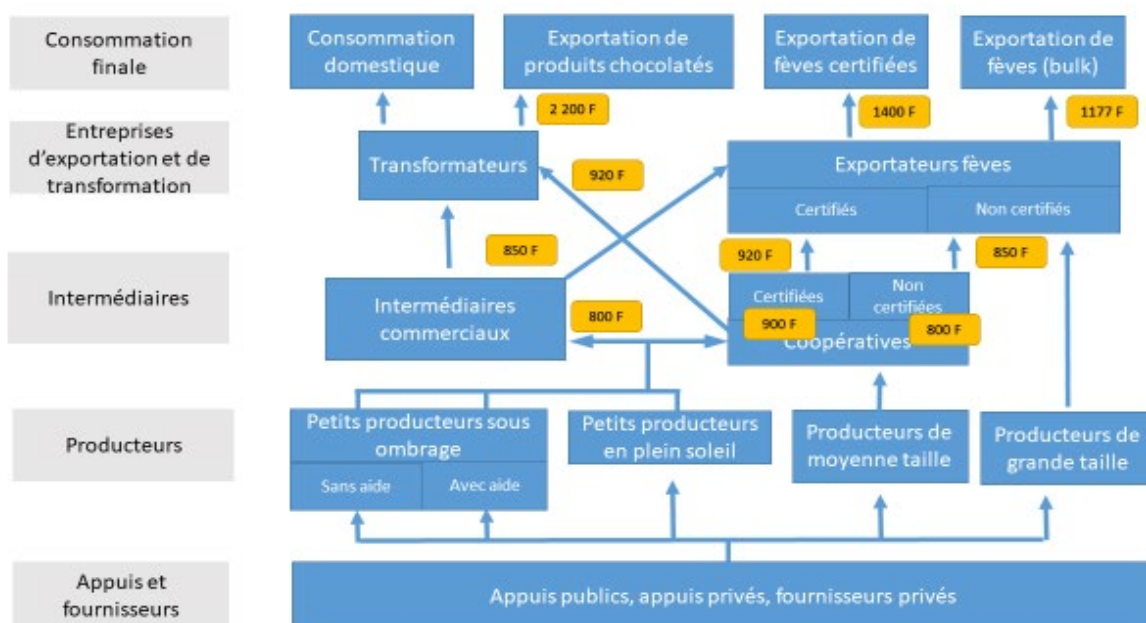 Consommation
finale
Consommation
domestique
Exportation de
produits chocolatés
Exportation de
fèves certifiées
Exportation de
fèves (bulk)
2 200 F
1400 F
1177 F
Entreprises
d'exportation et de
transformation
Transformateurs
920 F
Exportateurs fèves
Certifiés
Non certifiés
850 F
920 F
850 F
Intermédiaires
Intermédiaires
commerciaux
800 F
Certifiées
Non
certifiées
900 F
800 F
Coopératives
Producteurs
Petits producteurs sous
ombrage
Sans aide
Avec aide
Petits producteurs
en plein soleil
Producteurs de
moyenne taille
Producteurs de
grande taille
Appuis et
fournisseurs
Appuis publics, appuis privés, fournisseurs privés